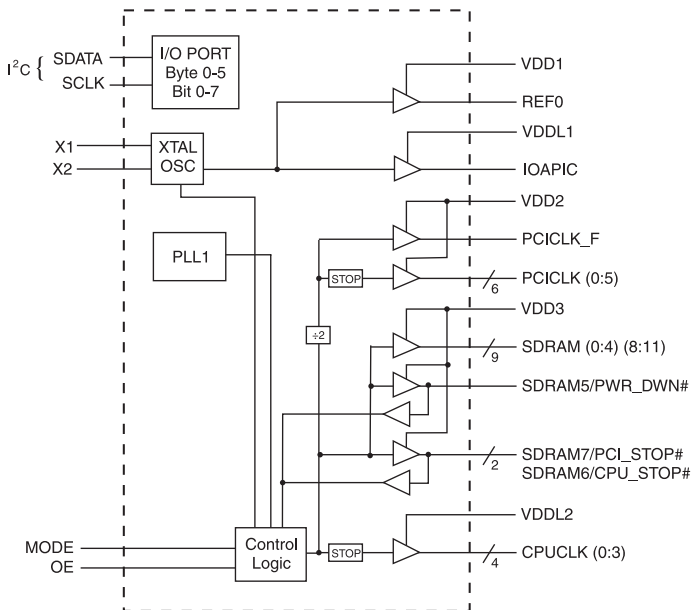 I²C { SDATA
SCLK
I/O PORT
Byte 0-5
Bit 0-7
VDD1
REF0
VDDL1
X1
X2
XTAL
OSC
IOAPIC
VDD2
PCICLK_F
PLL1
STOP
PCICLK (0:5)
6
VDD3
÷2
SDRAM (0:4) (8:11)
9
SDRAM5/PWR_DWN#
SDRAM7/PCI_STOP#
2
SDRAM6/CPU_STOP#
VDDL2
MODE
OE
Control
Logic
STOP
CPUCLK (0:3)
4